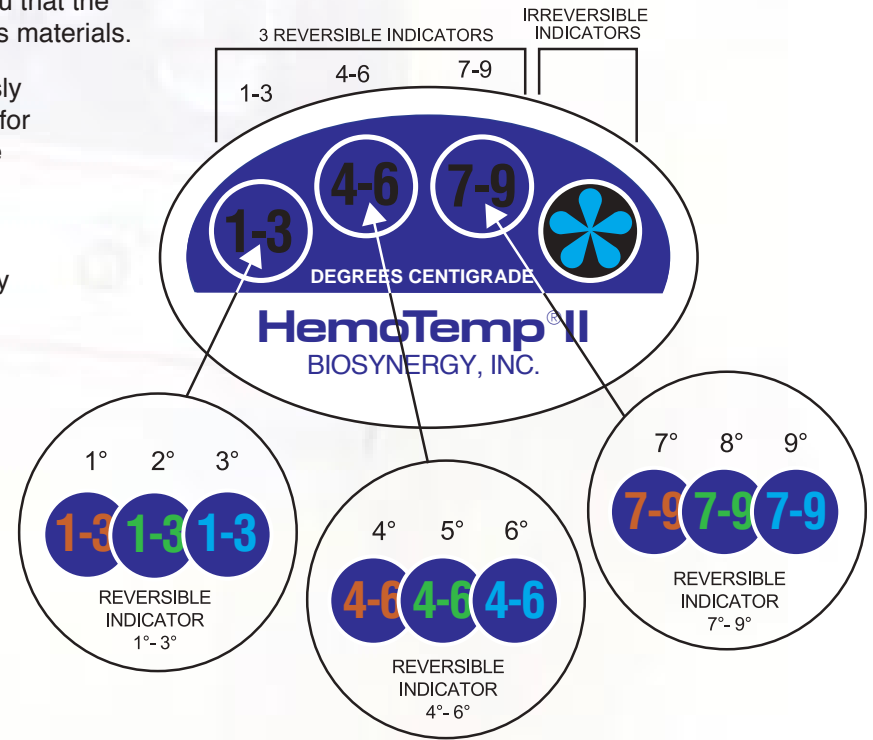 u that the
s materials.
sly
for
e
y
3 REVERSIBLE INDICATORS
IRREVERSIBLE
INDICATORS
1-3 4-6 7-9
1-3 4-6 7-9
DEGREES CENTIGRADE
HemoTemp® II
BIOSYNERGY, INC.
1° 2° 3°
1-3 1-3 1-3
REVERSIBLE
INDICATOR
1°- 3°
4° 5° 6°
4-6 4-6 4-6
REVERSIBLE
INDICATOR
4°- 6°
7° 8° 9°
7-9 7-9 7-9
REVERSIBLE
INDICATOR
7°- 9°